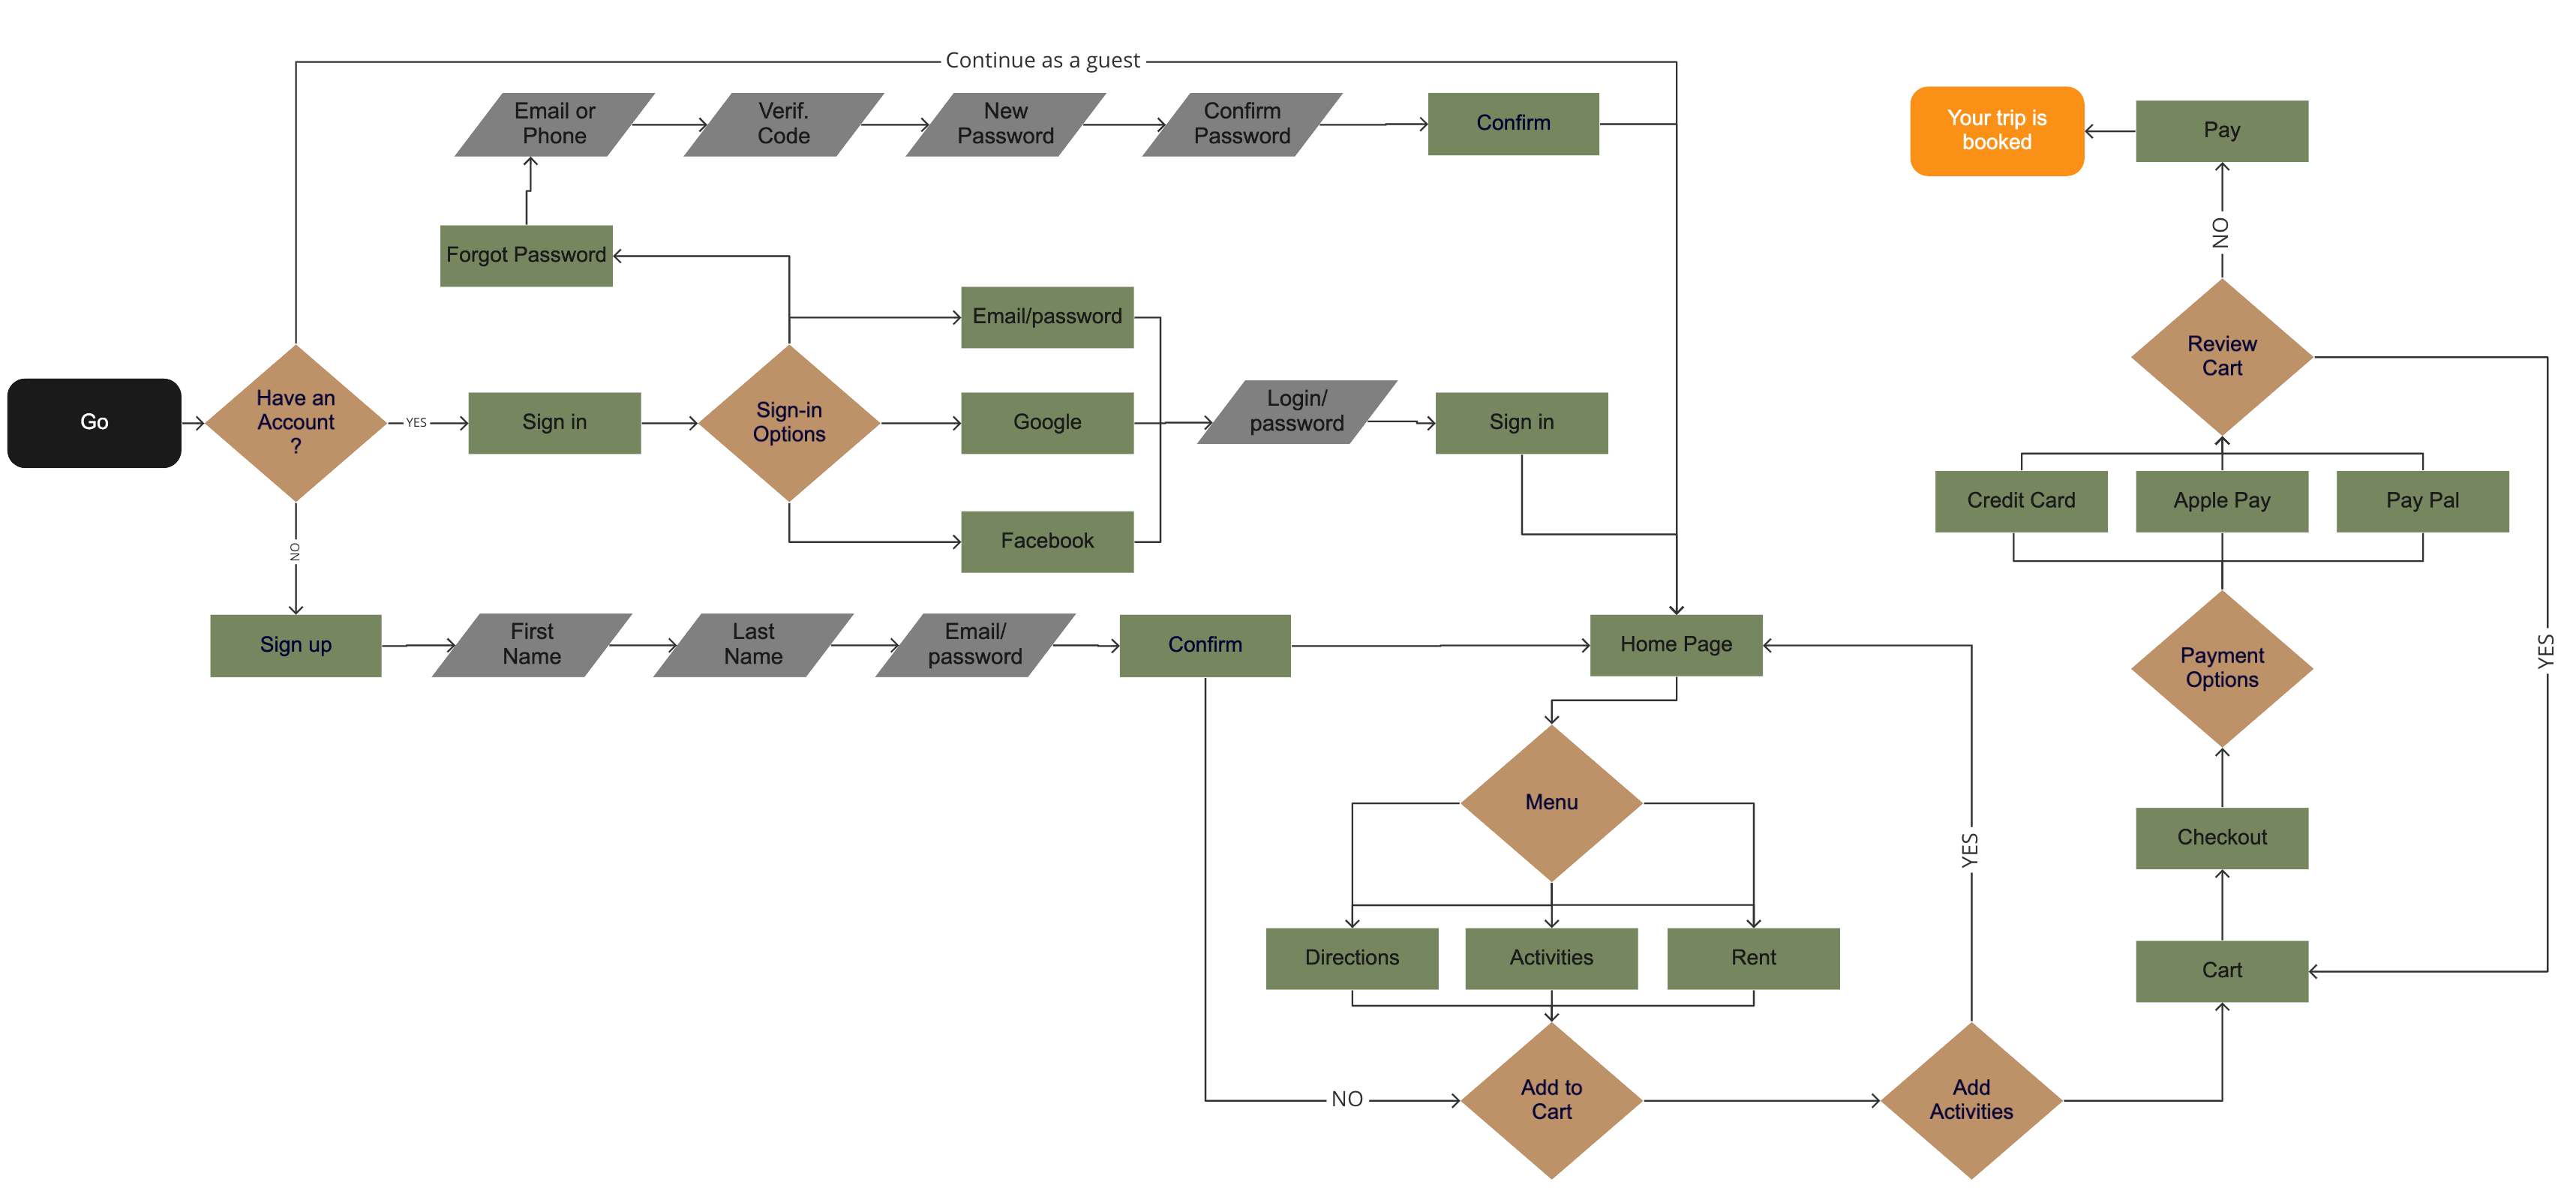 Continue as a guest
Email or
Phone
Verif.
Code
New
Password
Confirm
Password
Confirm
Your trip is
booked
Pay
NO
Forgot Password
Email/password
Review
Cart
Go
Have an
Account
?
YES
Sign in
Sign-in
Options
Google
Login/
password
Sign in
Facebook
Credit Card
Apple Pay
Pay Pal
NO
Sign up
First
Name
Last
Name
Email/
password
Confirm
Home Page
Payment
Options
YES
Menu
YES
Checkout
Directions
Activities
Rent
Cart
NO
Add to
Cart
Add
Activities